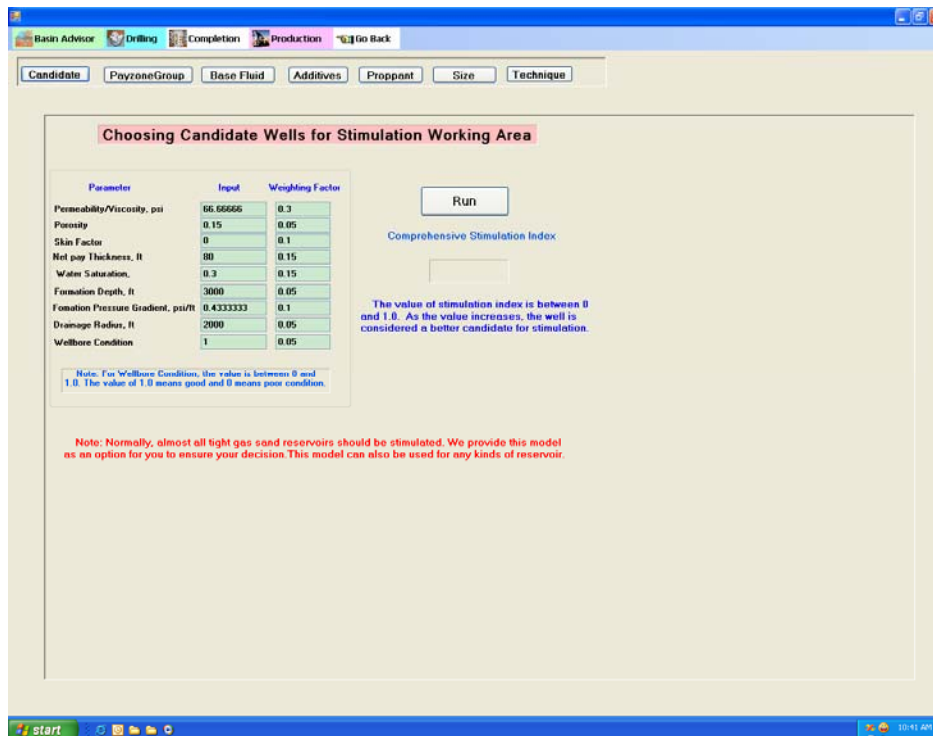 Basin Advisor Drilling Completion Production Go Back
Candidate PayzoneGroup Base Fluid Additives Proppant Size Technique
Choosing Candidate Wells for Stimulation Working Area
Parameter Input Weighting Factor
Permeability/Viscosity, psi 66.66666 0.3
Porosity 0.15 0.05
Skin Factor 0 0.1
Net pay Thickness, ft 80 0.15
Water Saturation, 0.3 0.15
Formation Depth, ft 3000 0.05
Fomation Pressure Gradient, psi/ft 0.4333333 0.1
Drainage Radius, ft 2000 0.05
Wellbore Condition 1 0.05
Note: For Wellbore Condition, the value is between 0 and
1.0. The value of 1.0 means good and 0 means poor condition.
Run
Comprehensive Stimulation Index
The value of stimulation index is between 0
and 1.0. As the value increases, the well is
considered a better candidate for stimulation.
Note: Normally, almost all tight gas sand reservoirs should be stimulated. We provide this model
as an option for you to ensure your decision.This model can also be used for any kinds of reservoir.
start 10:41 AM